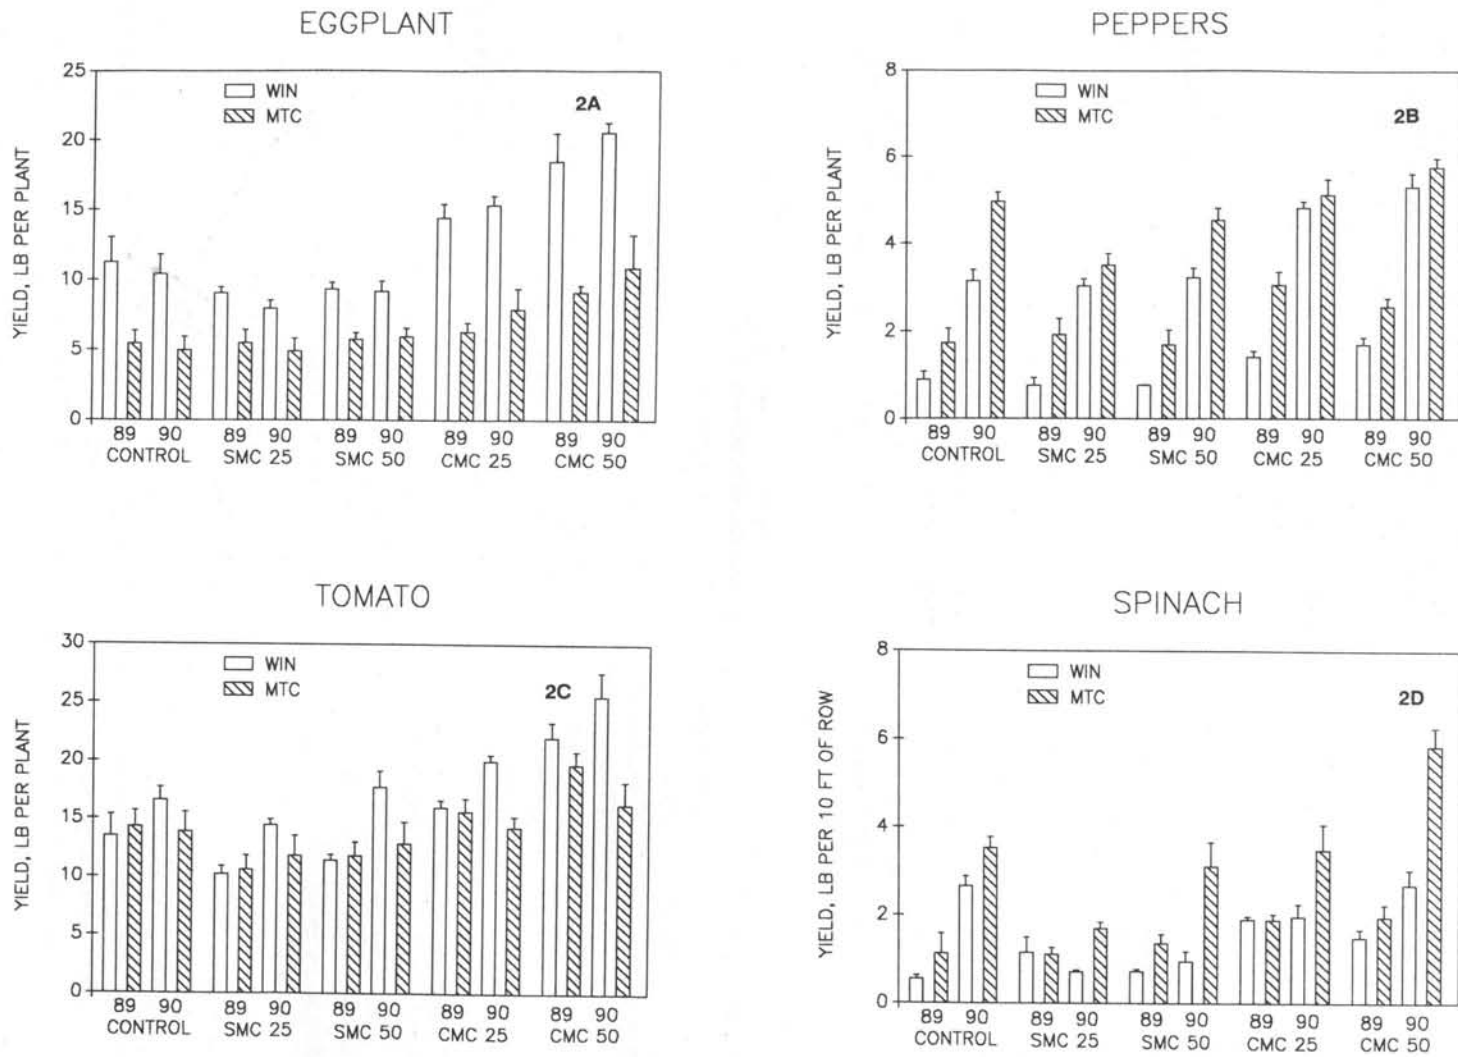 EGGPLANT
YIELD, LB PER PLANT
25
20
15
10
5
0
WIN
MTC
2A
89 90 89 90 89 90 89 90 89 90
CONTROL SMC 25 SMC 50 CMC 25 CMC 50
PEPPERS
YIELD, LB PER PLANT
8
6
4
2
0
WIN
MTC
2B
89 90 89 90 89 90 89 90 89 90
CONTROL SMC 25 SMC 50 CMC 25 CMC 50
TOMATO
YIELD, LB PER PLANT
30
25
20
15
10
5
0
WIN
MTC
2C
89 90 89 90 89 90 89 90 89 90
CONTROL SMC 25 SMC 50 CMC 25 CMC 50
SPINACH
YIELD, LB PER 10 FT OF ROW
8
6
4
2
0
WIN
MTC
2D
89 90 89 90 89 90 89 90 89 90
CONTROL SMC 25 SMC 50 CMC 25 CMC 50